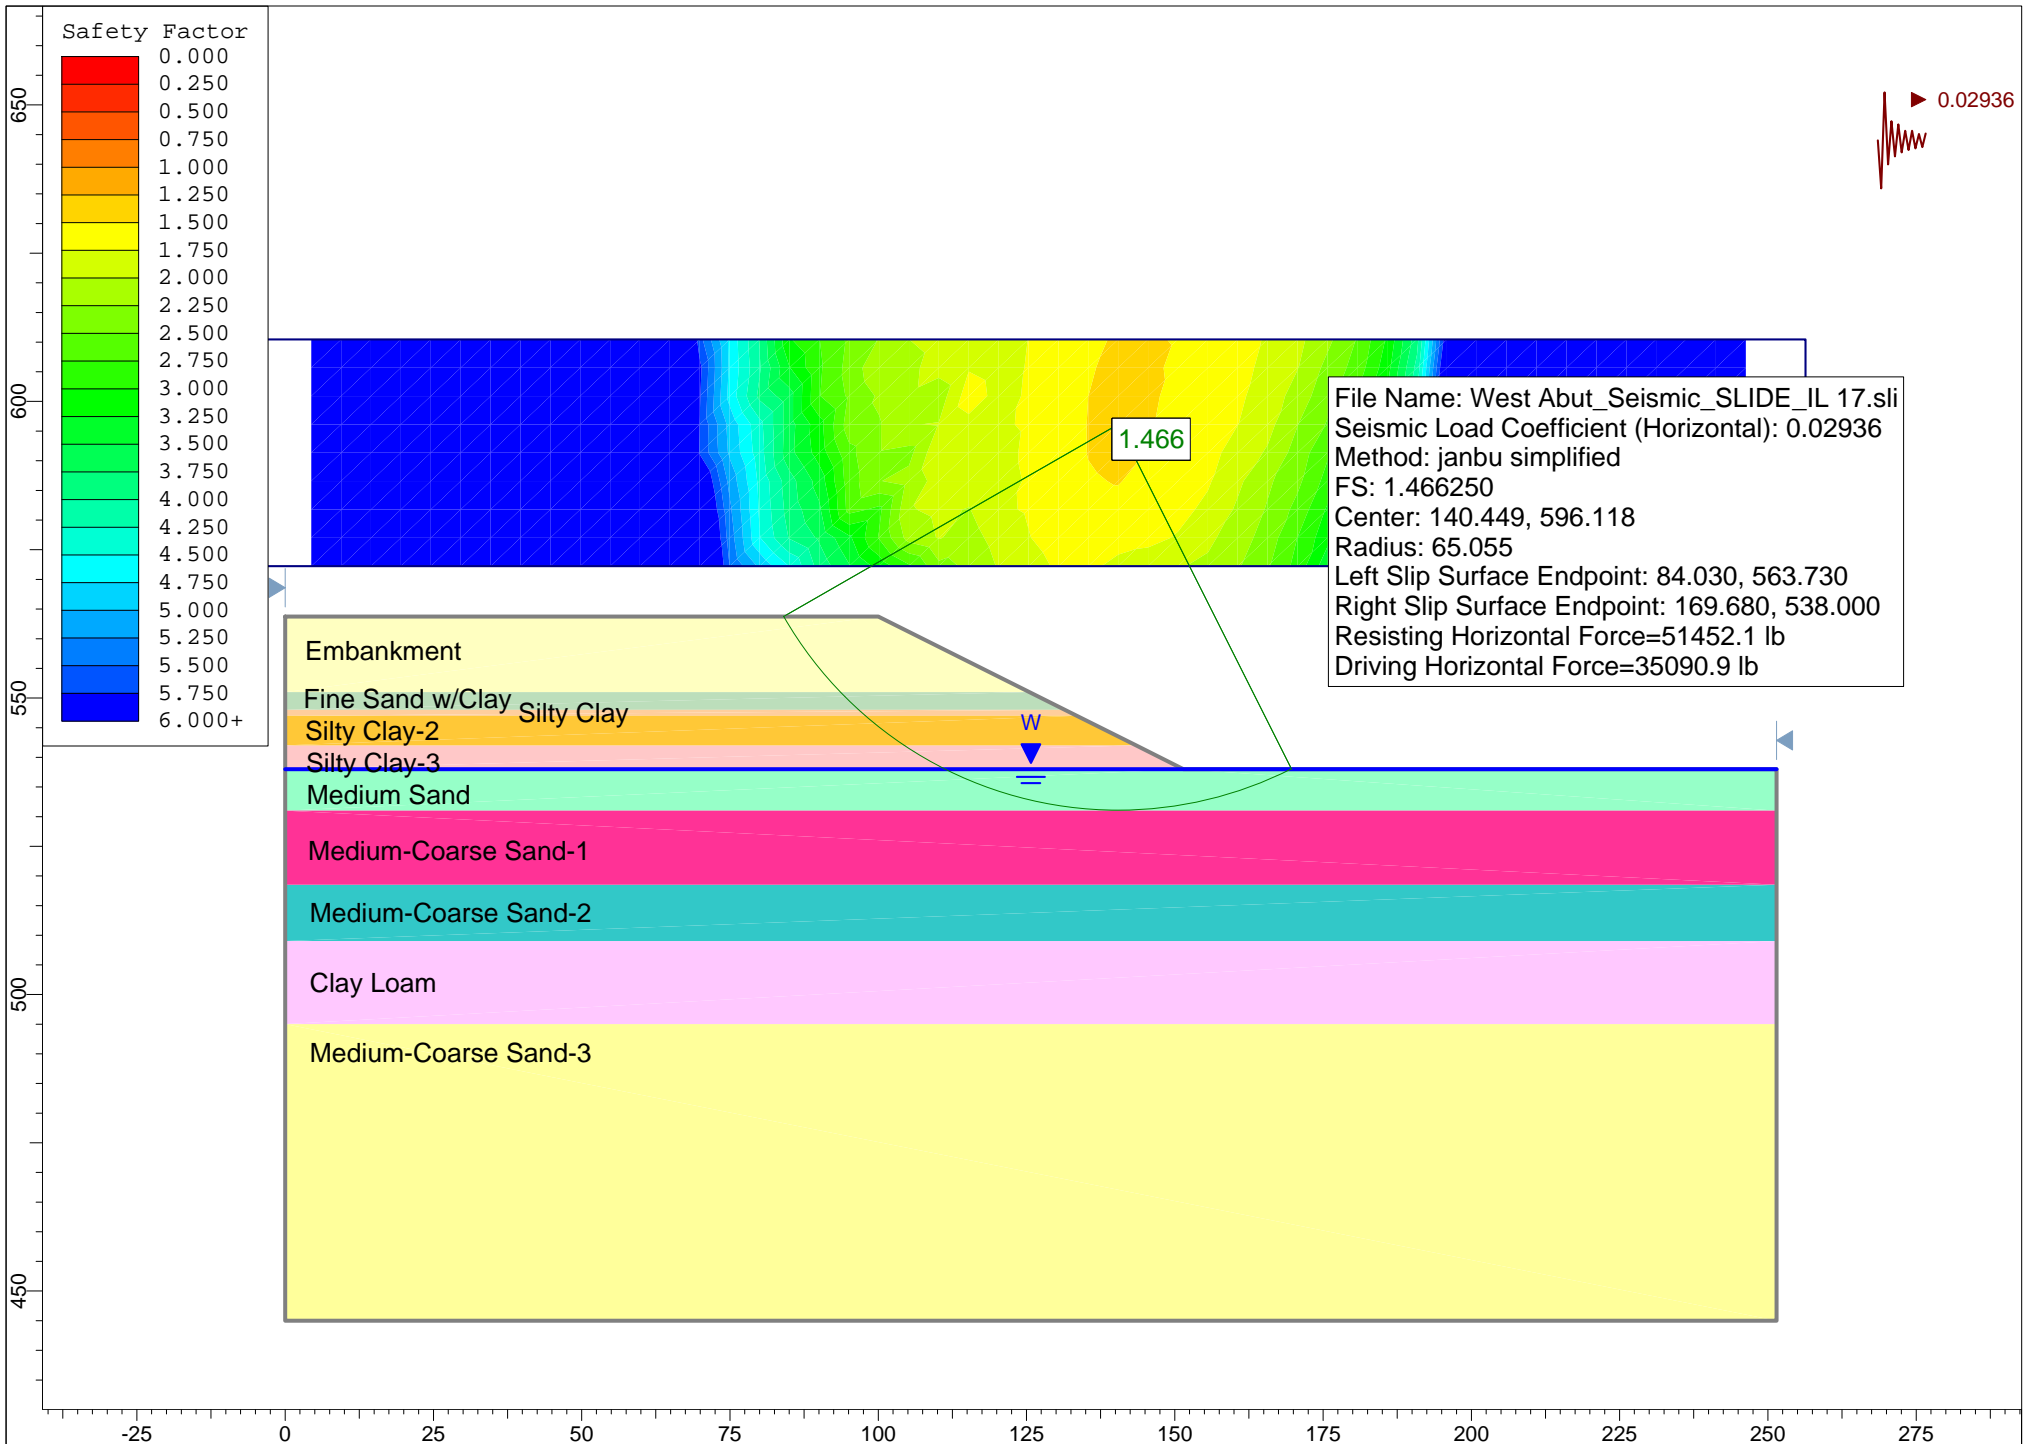 Safety Factor
0.000
0.250
0.500
0.750
1.000
1.250
1.500
1.750
2.000
2.250
2.500
2.750
3.000
3.250
3.500
3.750
4.000
4.250
4.500
4.750
5.000
5.250
5.500
5.750
6.000+
0.02936
1.466
File Name: West Abut_Seismic_SLIDE_IL 17.sli
Seismic Load Coefficient (Horizontal): 0.02936
Method: janbu simplified
FS: 1.466250
Center: 140.449, 596.118
Radius: 65.055
Left Slip Surface Endpoint: 84.030, 563.730
Right Slip Surface Endpoint: 169.680, 538.000
Resisting Horizontal Force=51452.1 lb
Driving Horizontal Force=35090.9 lb
Embankment
Fine Sand w/Clay
Silty Clay
Silty Clay-2
W
Silty Clay-3
Medium Sand
Medium-Coarse Sand-1
Medium-Coarse Sand-2
Clay Loam
Medium-Coarse Sand-3
650
600
550
500
450
-25 0 25 50 75 100 125 150 175 200 225 250 275